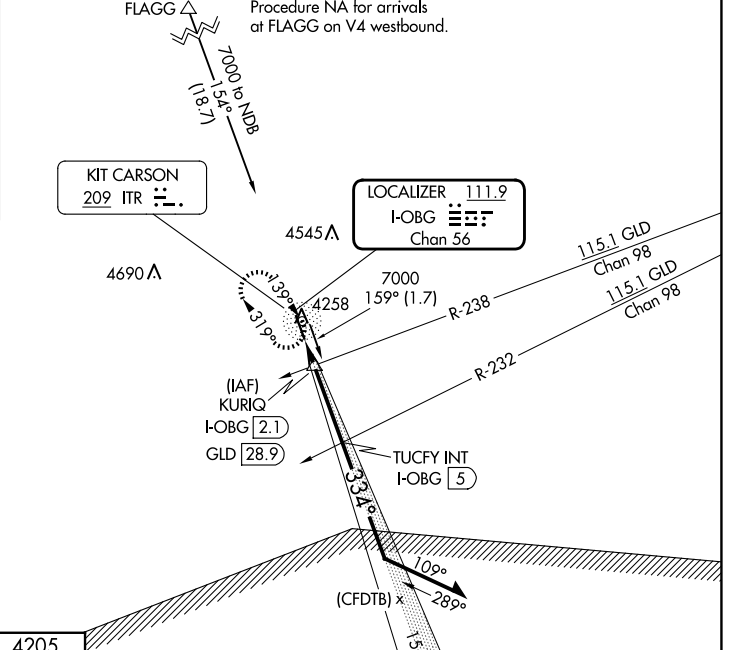 FLAGG
Procedure NA for arrivals
at FLAGG on V4 westbound.
7000 to NDB
154°
(18.7)
KIT CARSON
209 ITR
LOCALIZER 111.9
I-OBG
Chan 56
4545
4690
115.1 GLD
Chan 98
115.1 GLD
Chan 98
7000
159° (1.7)
139°
4258
319°
R-238
R-232
(IAF)
KURIQ
I-OBG 2.1
GLD 28.9
TUCFY INT
I-OBG 5
334°
109°
289°
(CFDTB) x
15
4205